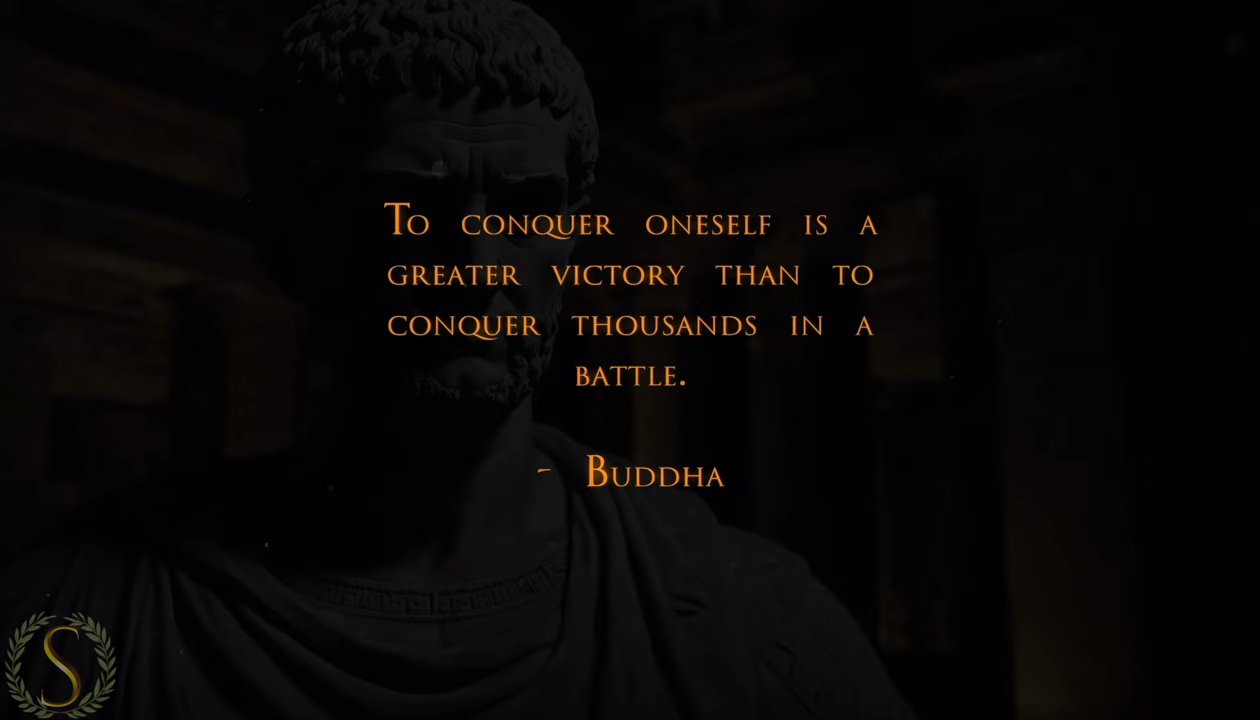 To conquer oneself is a
greater victory than to
conquer thousands in a
battle.
- Buddha
S